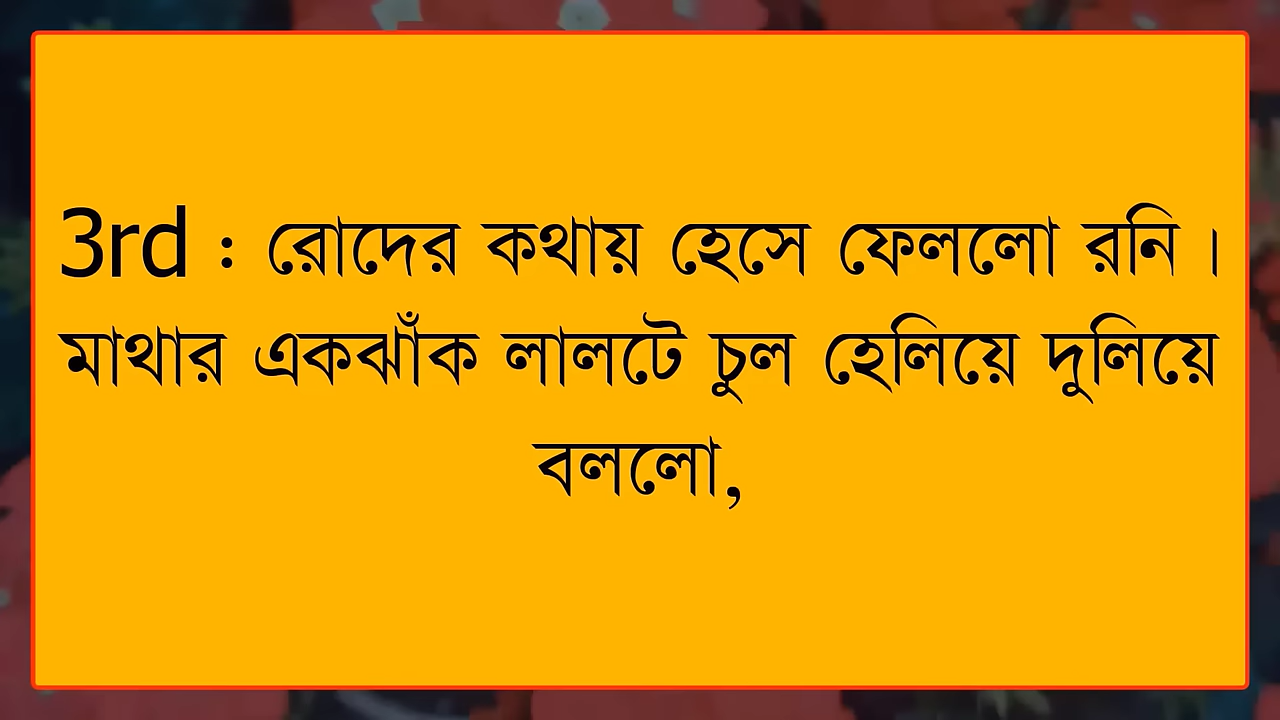 3rd : রোদের কথায় হেসে ফেললো রনি ।
মাথার একঝাঁক লালটে চুল হেলিয়ে দুলিয়ে
বললো,